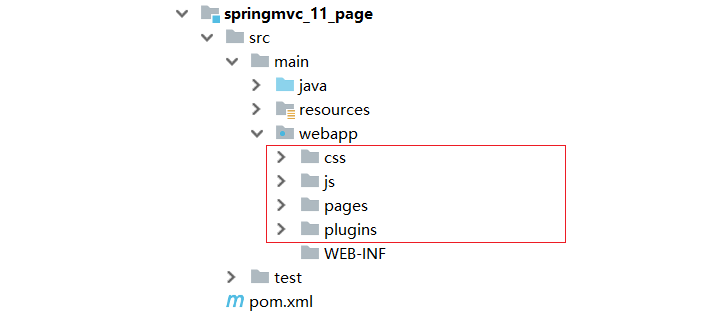 springmvc_11_page
src
main
java
resources
webapp
css
js
pages
plugins
WEB-INF
test
pom.xml